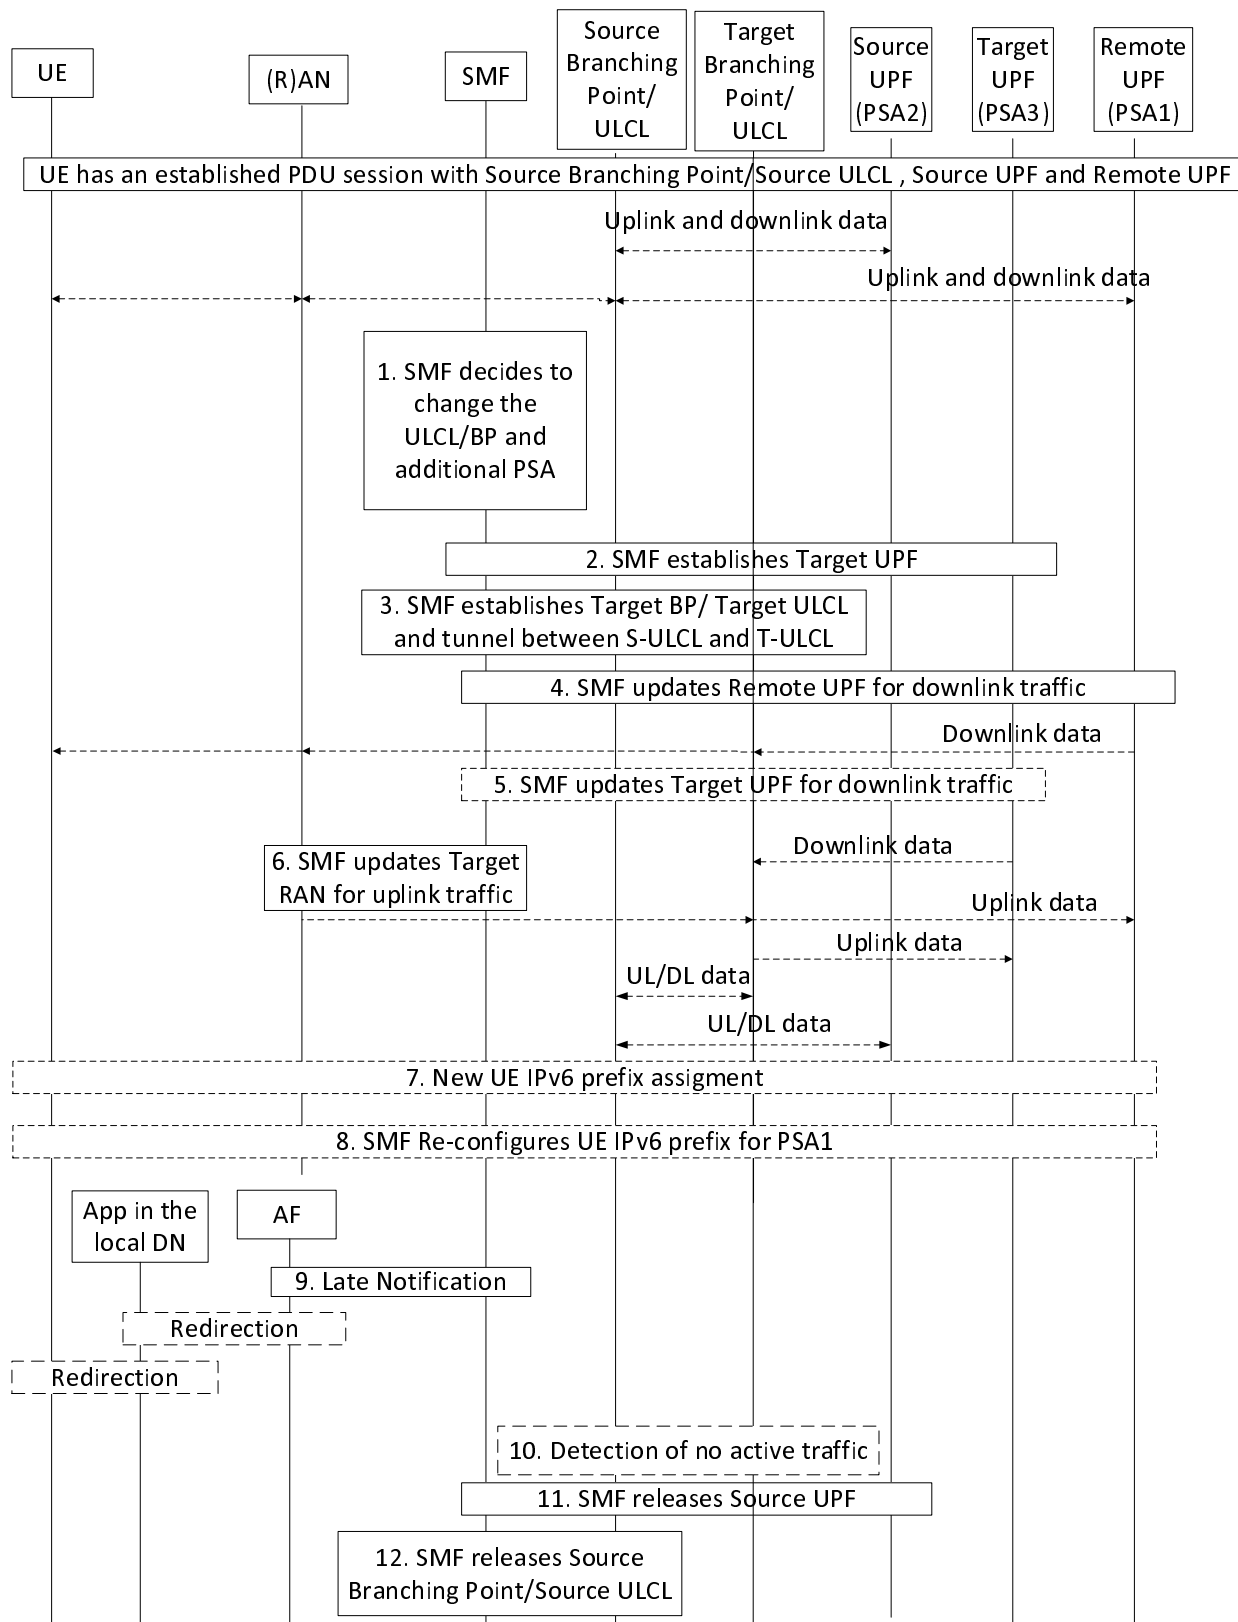 UE
(R)AN
SMF
Source
Branching
Point/
ULCL
Target
Branching
Point/
ULCL
Source
UPF
(PSA2)
Target
UPF
(PSA3)
Remote
UPF
(PSA1)
UE has an established PDU session with Source Branching Point/Source ULCL , Source UPF and Remote UPF
Uplink and downlink data
Uplink and downlink data
1. SMF decides to
change the
ULCL/BP and
additional PSA
2. SMF establishes Target UPF
3. SMF establishes Target BP/ Target ULCL
and tunnel between S-ULCL and T-ULCL
4. SMF updates Remote UPF for downlink traffic
Downlink data
5. SMF updates Target UPF for downlink traffic
Downlink data
6. SMF updates Target
RAN for uplink traffic
Uplink data
Uplink data
UL/DL data
UL/DL data
7. New UE IPv6 prefix assigment
8. SMF Re-configures UE IPv6 prefix for PSA1
App in the
local DN
AF
9. Late Notification
Redirection
Redirection
10. Detection of no active traffic
11. SMF releases Source UPF
12. SMF releases Source
Branching Point/Source ULCL